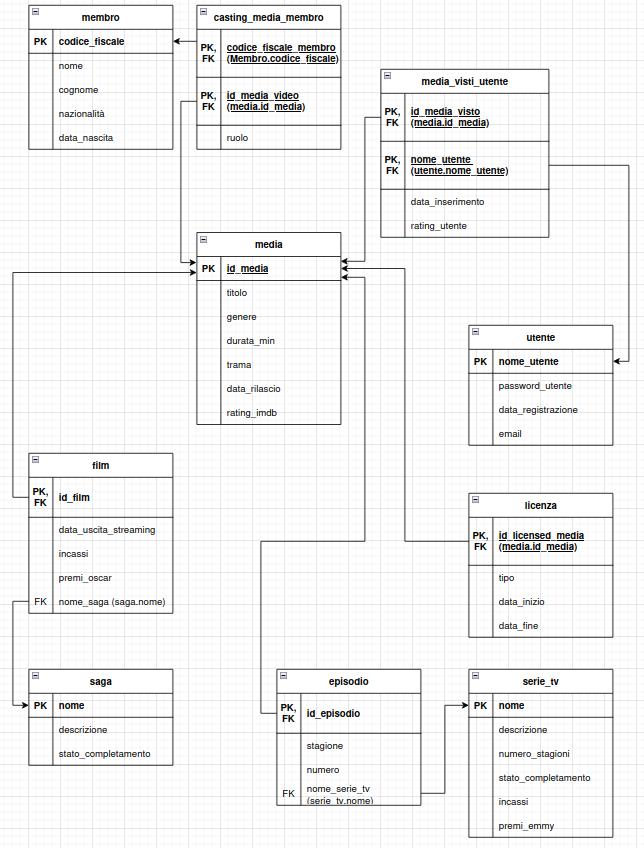 membro
PK codice_fiscale
nome
cognome
nazionalità
data_nascita
casting_media_membro
PK, FK codice_fiscale_membro
(Membro.codice_fiscale)
PK, FK id_media_video
(media.id_media)
ruolo
media_visti_utente
PK, FK id_media_visto
(media.id_media)
PK, FK nome_utente
(utente.nome_utente)
data_inserimento
rating_utente
media
PK id_media
titolo
genere
durata_min
trama
data_rilascio
rating_imdb
utente
PK nome_utente
password_utente
data_registrazione
email
film
PK, FK id_film
data_uscita_streaming
incassi
premi_oscar
FK nome_saga (saga.nome)
licenza
PK, FK id_licensed_media
(media.id_media)
tipo
data_inizio
data_fine
saga
PK nome
descrizione
stato_completamento
episodio
PK, FK id_episodio
stagione
numero
FK nome_serie_tv
(serie_tv.nome)
serie_tv
PK nome
descrizione
numero_stagioni
stato_completamento
incassi
premi_emmy